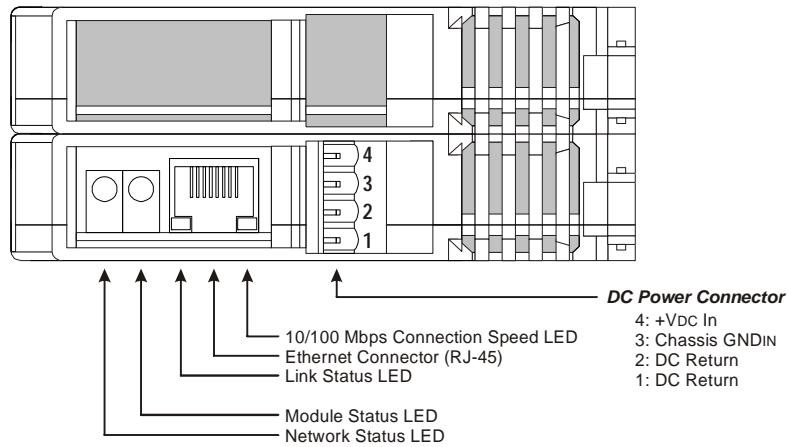 4
3
2
1
DC Power Connector
4: +VDC In
3: Chassis GNDIN
2: DC Return
1: DC Return
10/100 Mbps Connection Speed LED
Ethernet Connector (RJ-45)
Link Status LED
Module Status LED
Network Status LED